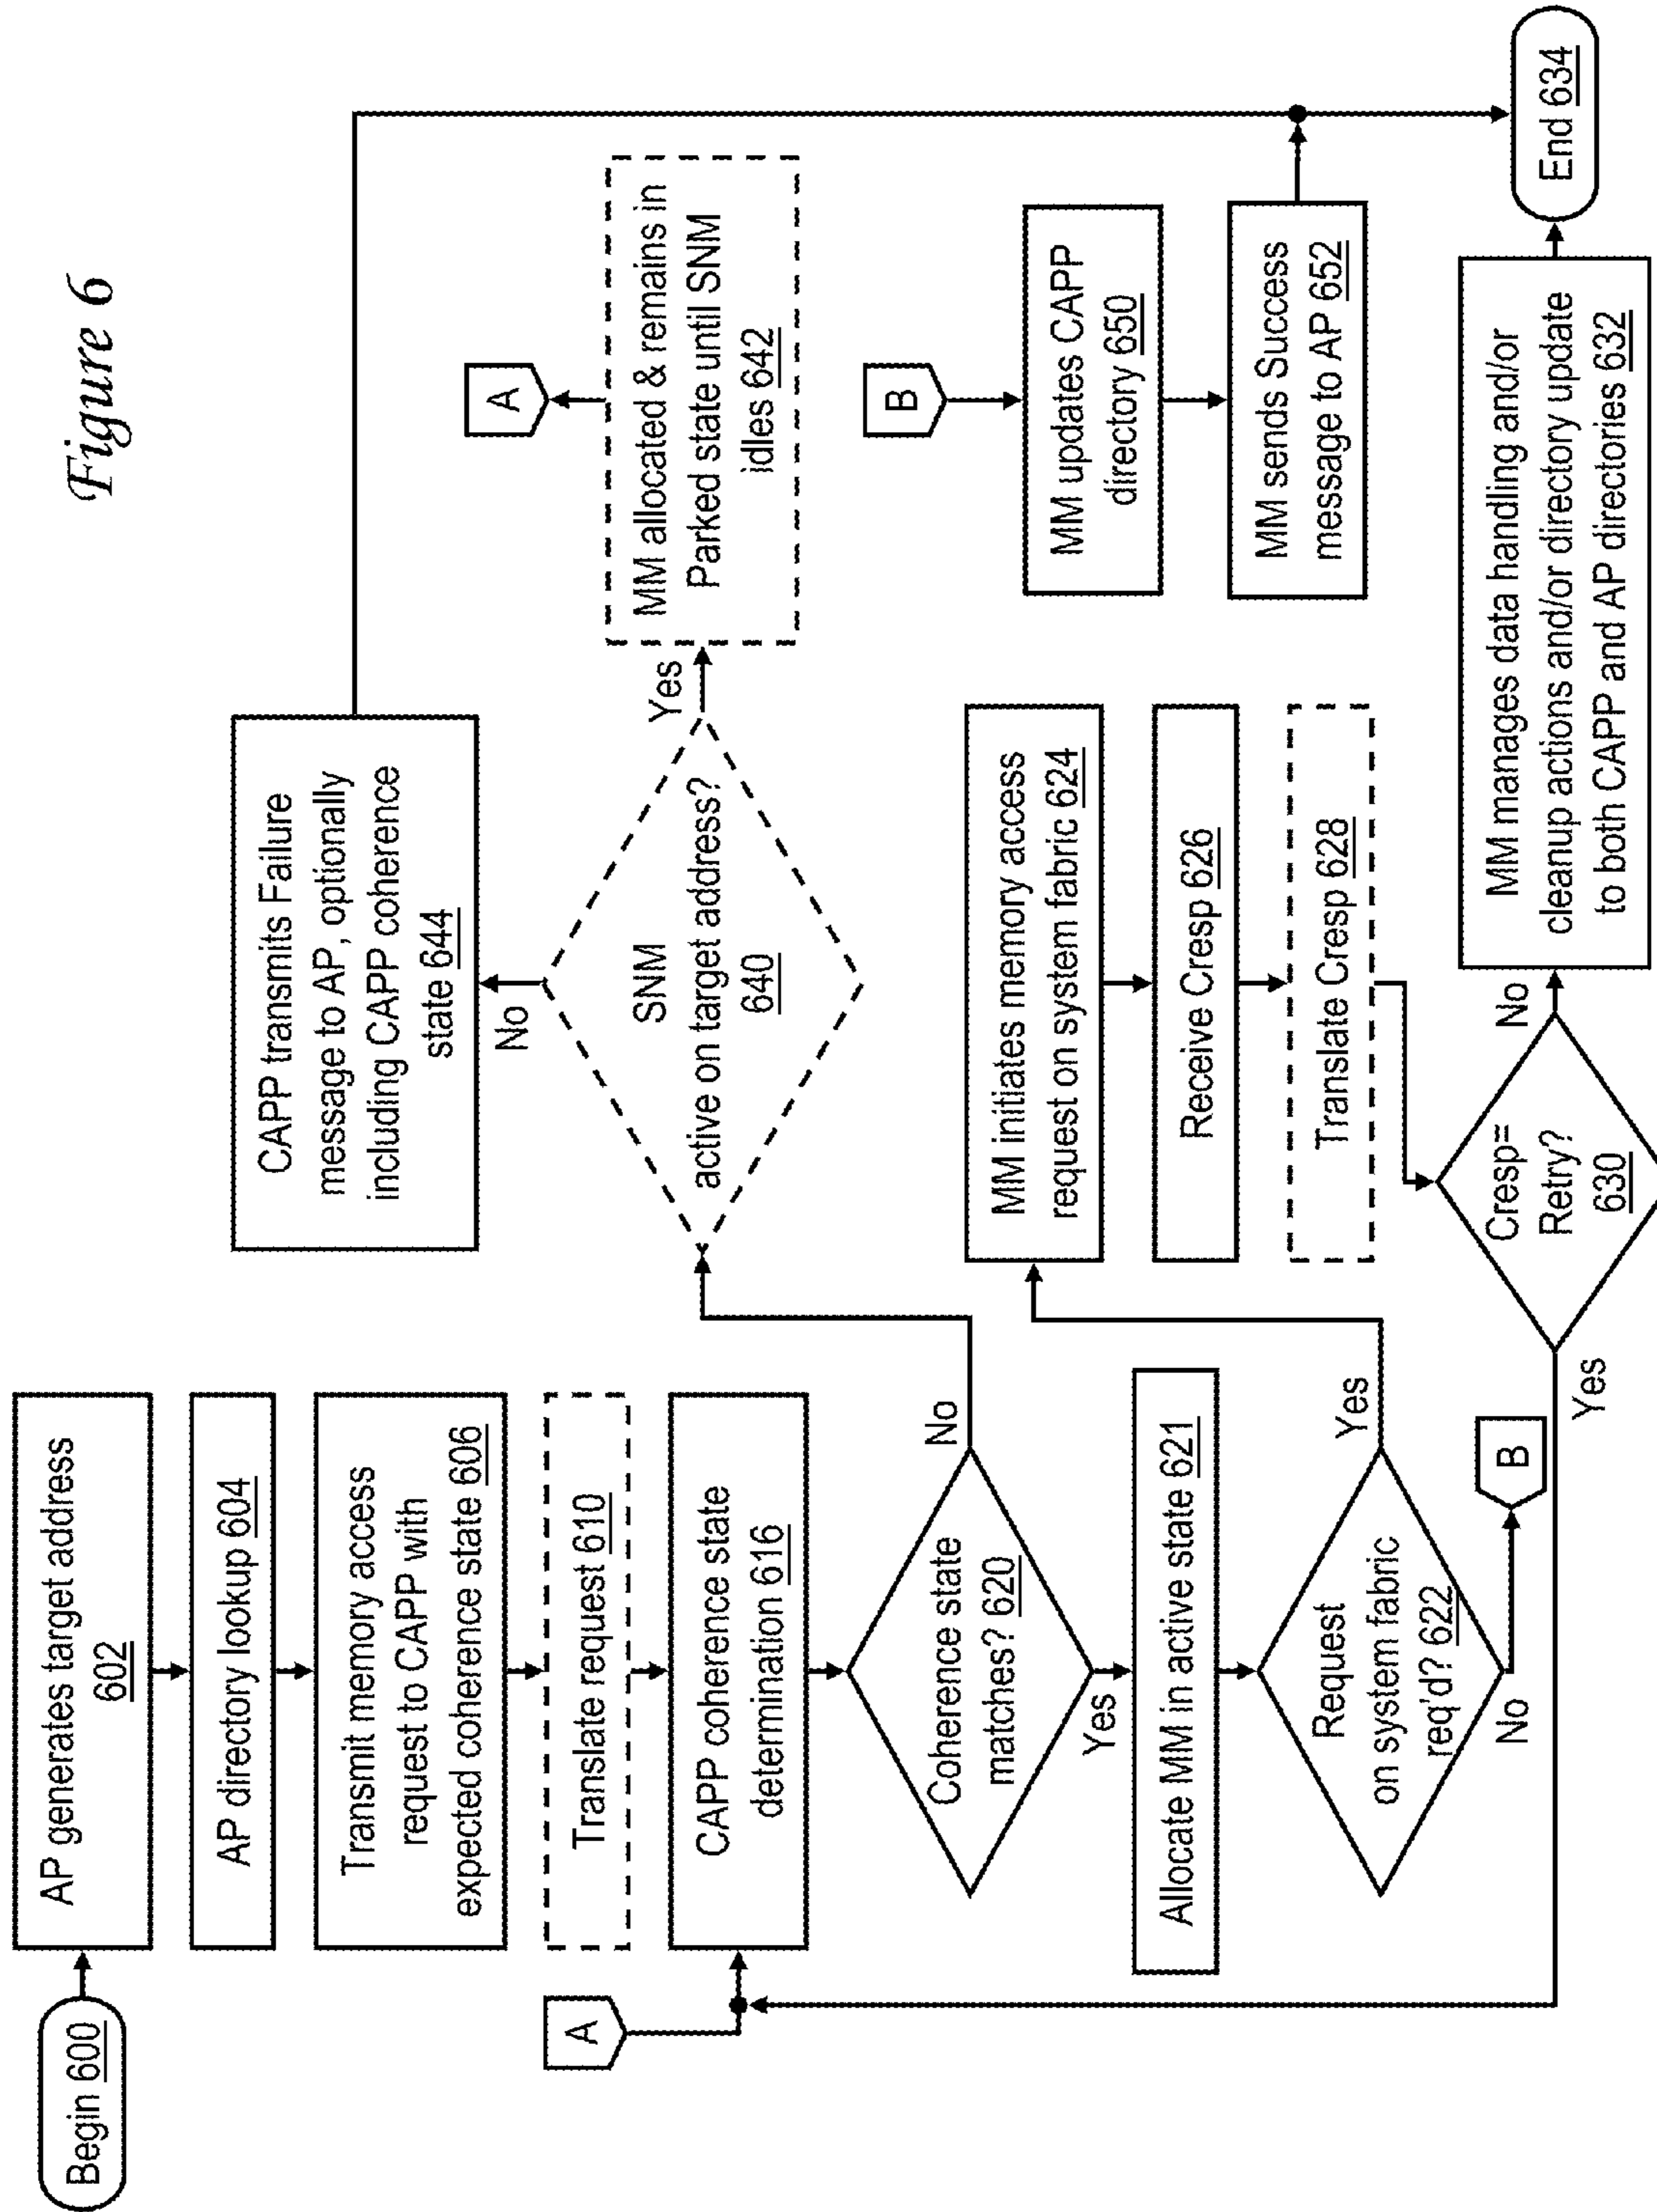 Figure 6
Begin 600
AP generates target address
602
AP directory lookup 604
Transmit memory access
request to CAPP with
expected coherence state 606
Translate request 610
A
CAPP coherence state
determination 616
Coherence state
matches? 620
No
Yes
Allocate MM in active state 621
Request
on system fabric
req'd? 622
Yes
No
B
CAPP transmits Failure
message to AP, optionally
including CAPP coherence
state 644
No
SNM
active on target address?
640
Yes
MM allocated & remains in
Parked state until SNM
idles 642
A
MM initiates memory access
request on system fabric 624
Receive Cresp 626
Translate Cresp 628
Cresp=
Retry?
630
Yes
No
B
MM updates CAPP
directory 650
MM sends Success
message to AP 652
MM manages data handling and/or
cleanup actions and/or directory update
to both CAPP and AP directories 632
End 634